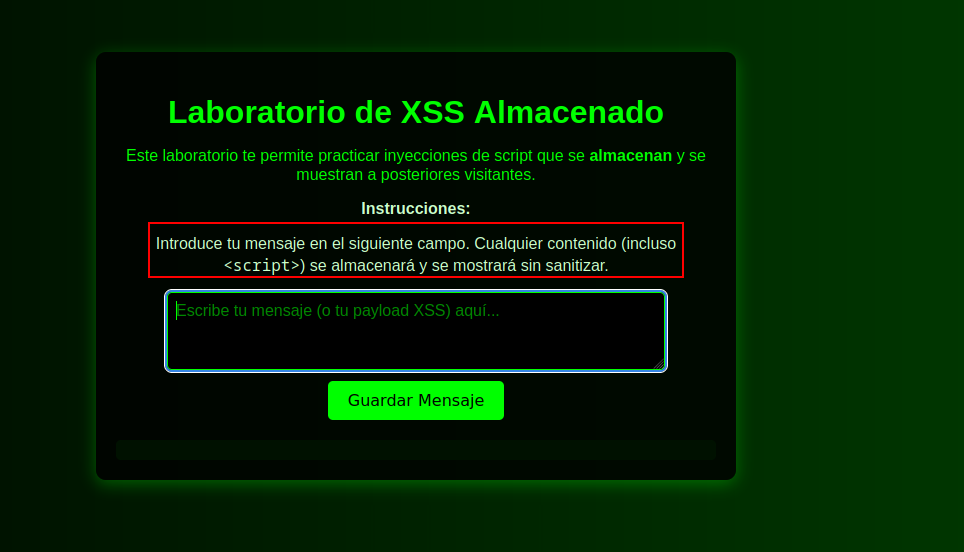 Laboratorio de XSS Almacenado
Este laboratorio te permite practicar inyecciones de script que se almacenan y se
muestran a posteriores visitantes.
Instrucciones:
Introduce tu mensaje en el siguiente campo. Cualquier contenido (incluso
<script>) se almacenará y se mostrará sin sanitizar.
Escribe tu mensaje (o tu payload XSS) aquí...
Guardar Mensaje